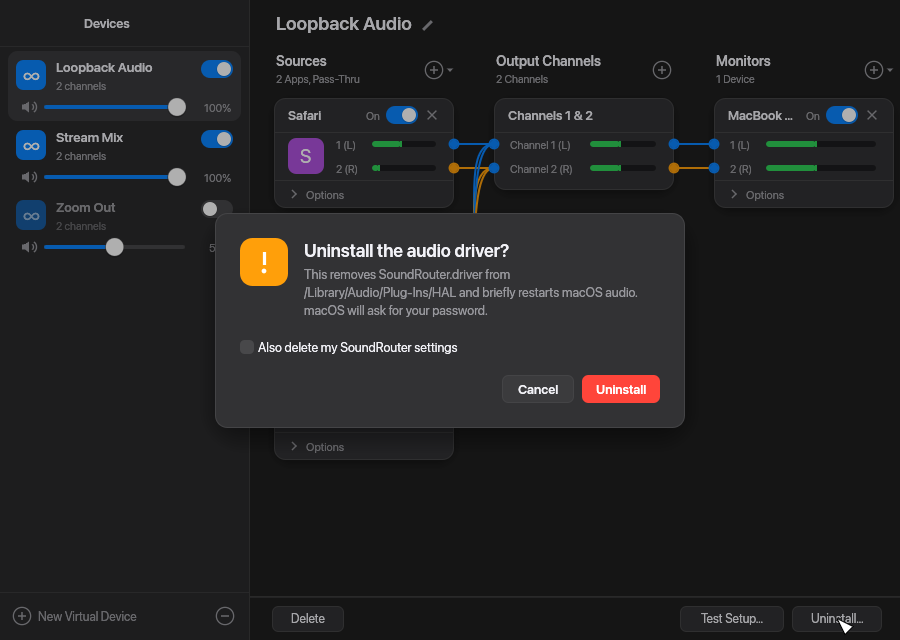 Devices
Loopback Audio
2 channels
100%
Stream Mix
2 channels
100%
Zoom Out
2 channels
New Virtual Device
Loopback Audio
Sources
2 Apps, Pass-Thru
Output Channels
2 Channels
Monitors
1 Device
Safari
On
S
1 (L)
2 (R)
Options
Channels 1 & 2
Channel 1 (L)
Channel 2 (R)
MacBook ...
On
1 (L)
2 (R)
Options
!
Uninstall the audio driver?
This removes SoundRouter.driver from
/Library/Audio/Plug-Ins/HAL and briefly restarts macOS audio.
macOS will ask for your password.
Also delete my SoundRouter settings
Cancel
Uninstall
Options
Delete
Test Setup...
Uninstall...